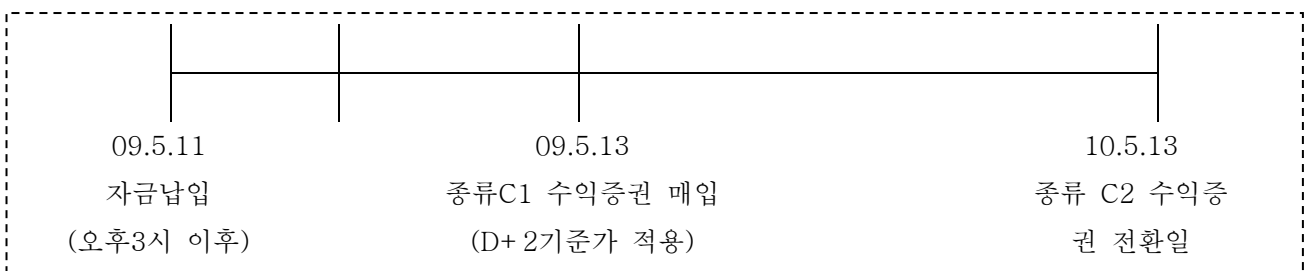 09.5.11 09.5.13 10.5.13
자금납입 종류C1 수익증권 매입 종류 C2 수익증
(오후3시 이후) (D+2기준가 적용) 권 전환일